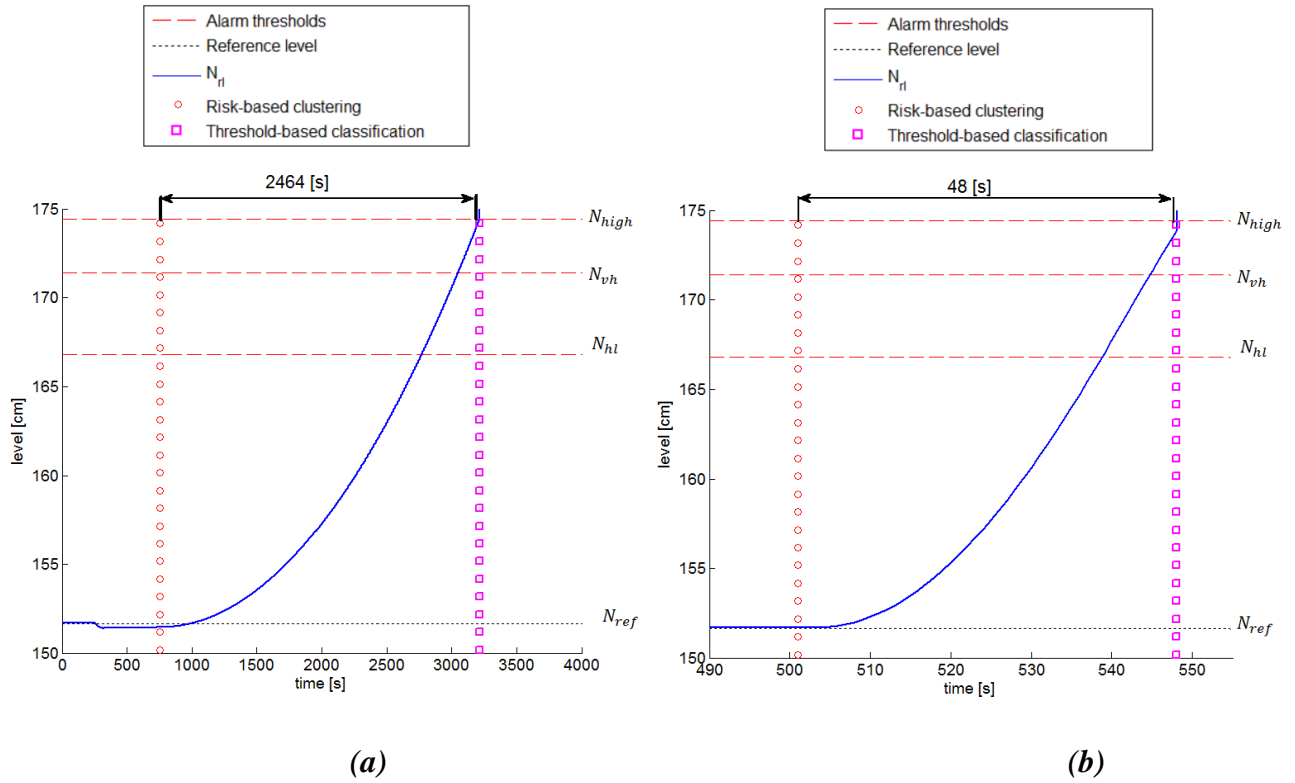 Alarm thresholds
Reference level
N_rl
Risk-based clustering
Threshold-based classification
2464 [s]
175
N_high
N_vh
170
N_hl
165
level [cm]
160
155
N_ref
150
0 500 1000 1500 2000 2500 3000 3500 4000
time [s]
(a)
Alarm thresholds
Reference level
N_rl
Risk-based clustering
Threshold-based classification
48 [s]
175
N_high
N_vh
170
N_hl
165
level [cm]
160
155
N_ref
150
490 500 510 520 530 540 550
time [s]
(b)